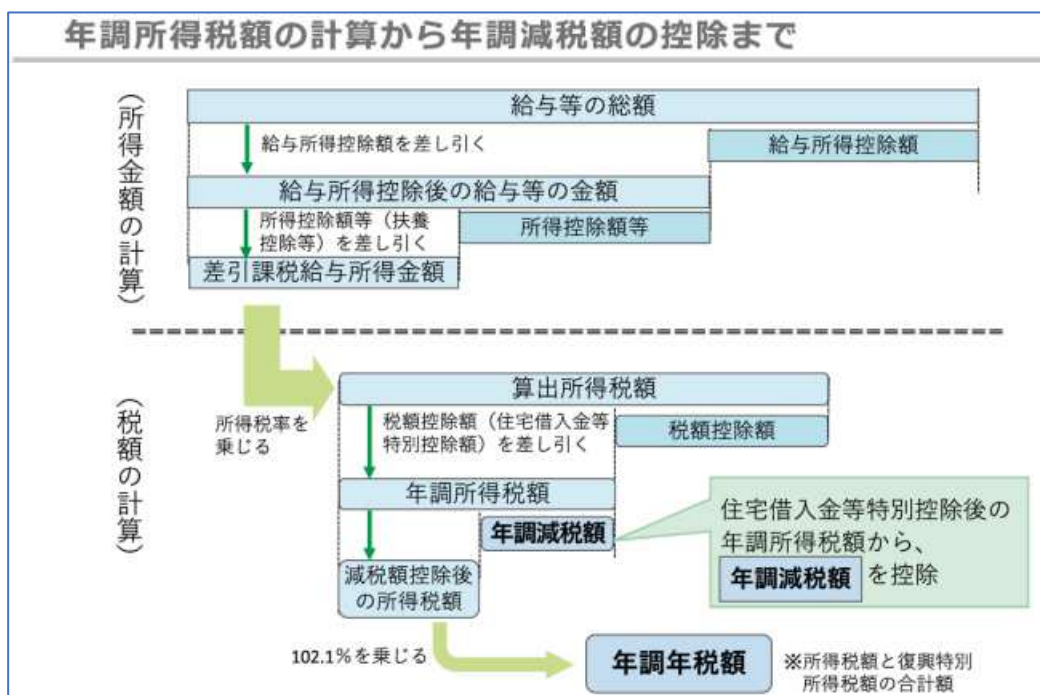 年調所得税額の計算から年調減税額の控除まで
（所得金額の計算）
給与等の総額
給与所得控除額を差し引く
給与所得控除額
給与所得控除後の給与等の金額
所得控除額等（扶養
控除等）を差し引く
所得控除額等
差引課税給与所得金額
（税額の計算）
所得税率を
乗じる
算出所得税額
税額控除額（住宅借入金等
特別控除額）を差し引く
税額控除額
年調所得税額
年調減税額
住宅借入金等特別控除後の
年調所得税額から、
年調減税額 を控除
減税額控除後
の所得税額
102.1%を乗じる
年調年税額
※所得税額と復興特別
所得税額の合計額